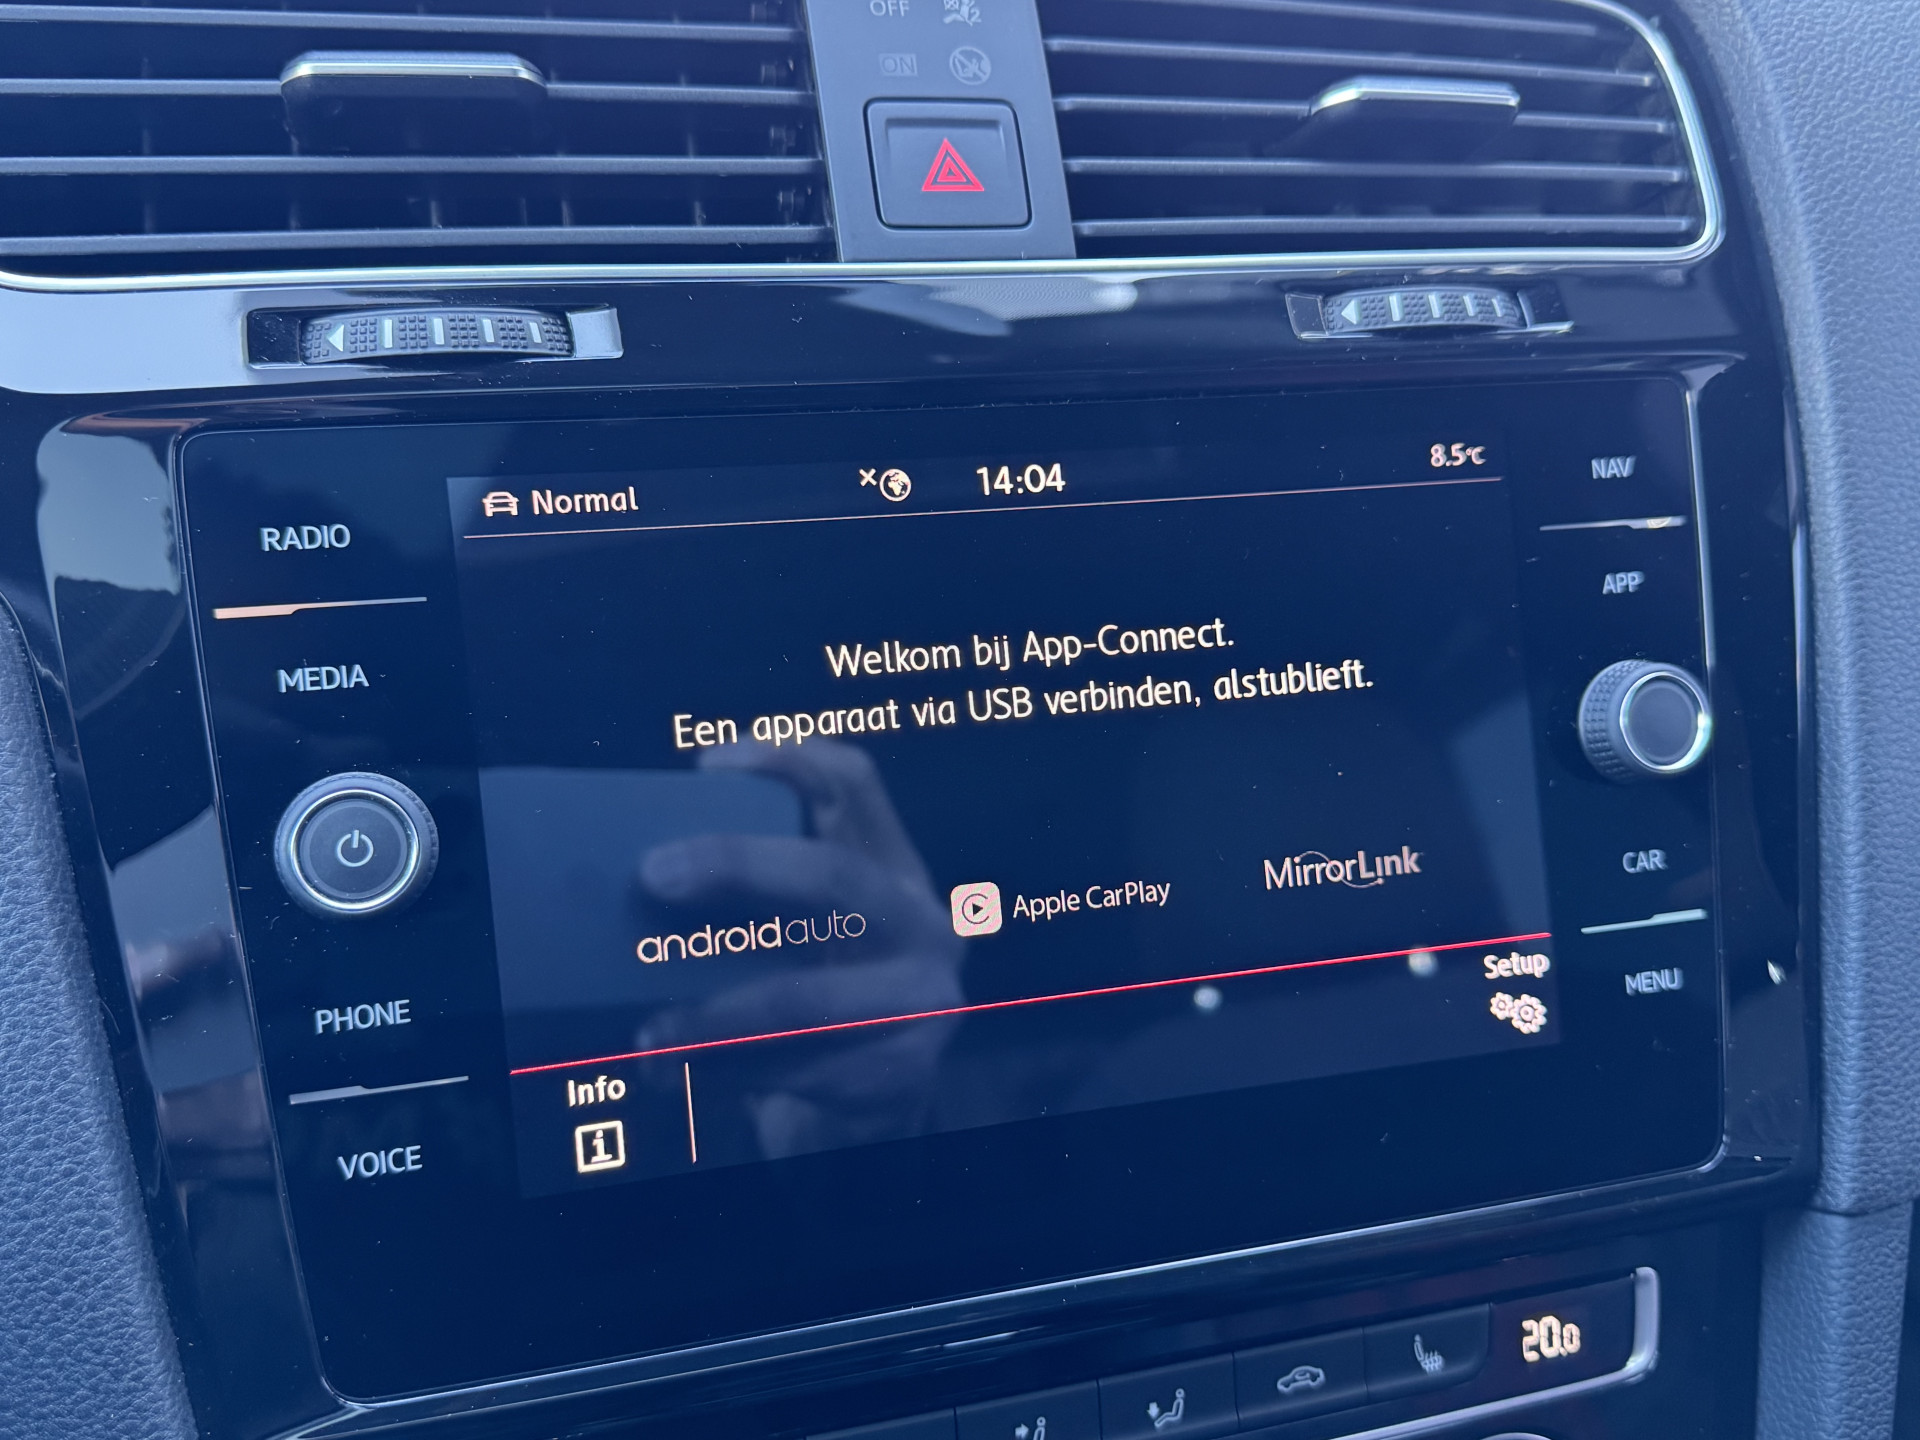 OFF
ON
RADIO
MEDIA
PHONE
VOICE
Normal
14:04
8.5°C
Welkom bij App-Connect.
Een apparaat via USB verbinden, alstublieft.
androidauto
Apple CarPlay
MirrorLink
Setup
Info
NAV
APP
CAR
MENU
20.0